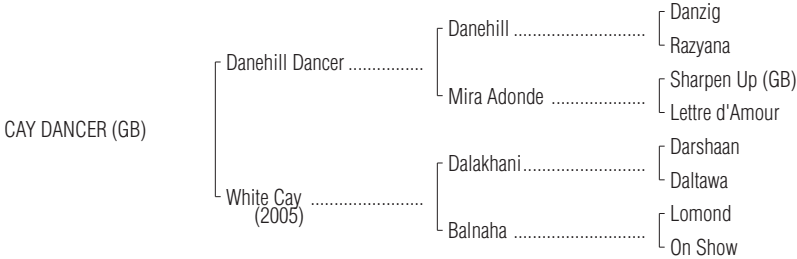 Danzig
Danehill ............................
Razyana
Danehill Dancer ................
Sharpen Up (GB)
Mira Adonde ....................
Lettre d'Amour
CAY DANCER (GB)
Darshaan
Dalakhani..........................
Daltawa
White Cay ........................
(2005)
Lomond
Balnaha ............................
On Show